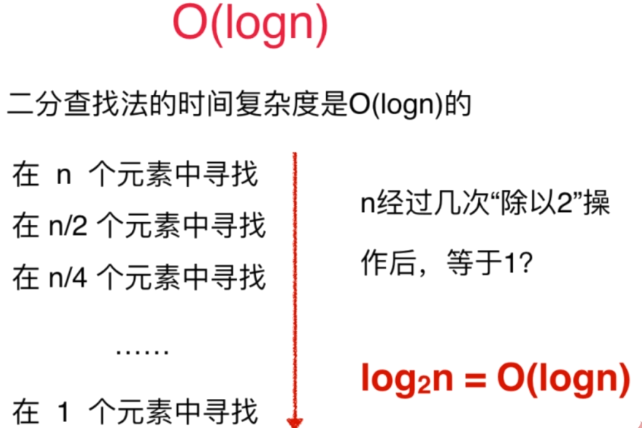 O(logn)
二分查找法的时间复杂度是O(logn)的
在 n 个元素中寻找
在 n/2 个元素中寻找
在 n/4 个元素中寻找
……
在 1 个元素中寻找
n经过几次“除以2”操
作后，等于1？
log₂n = O(logn)